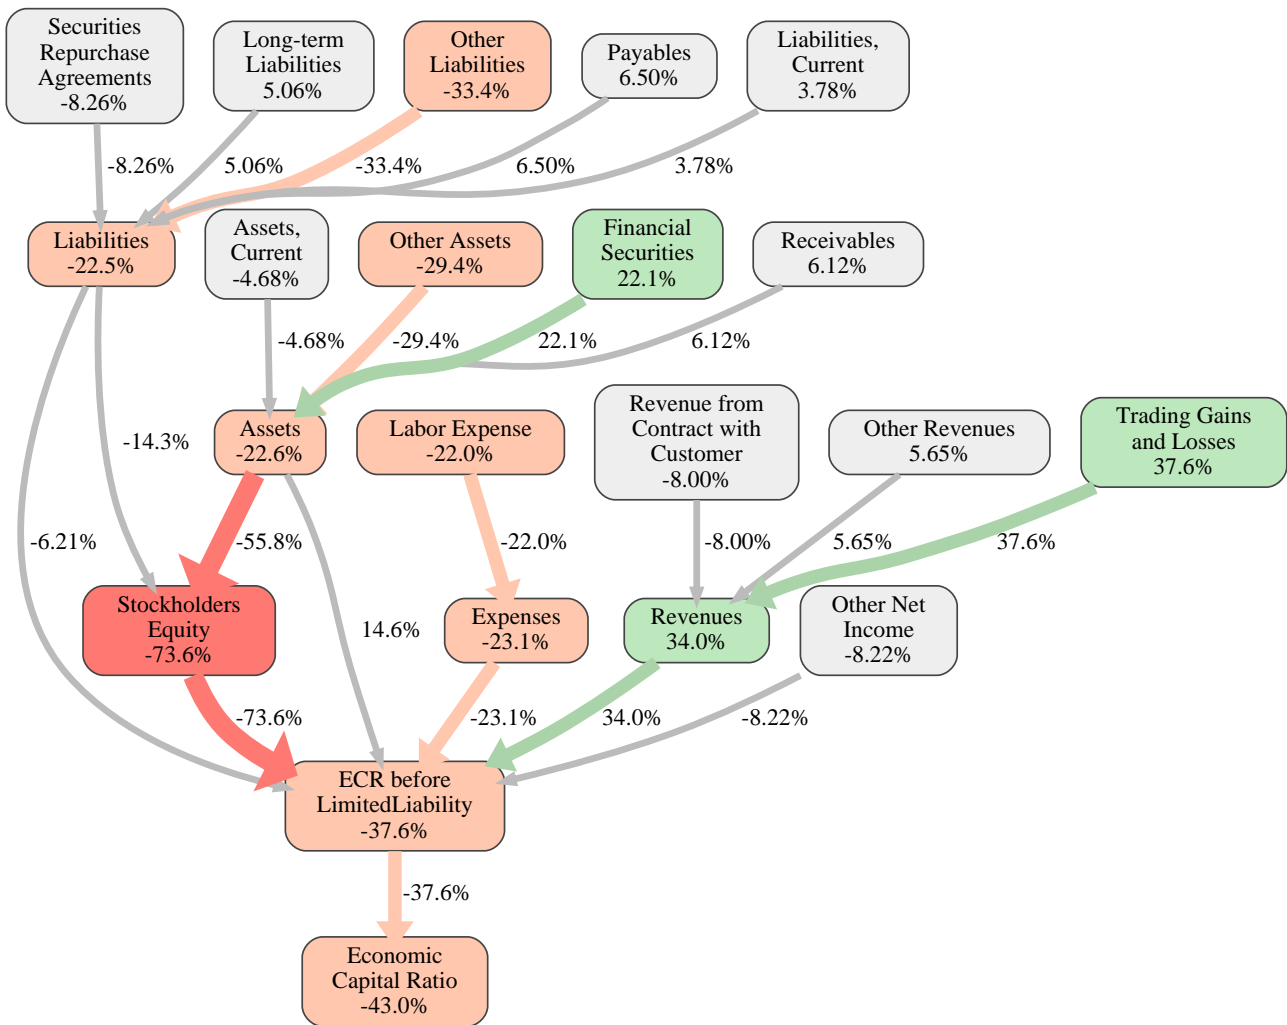 Securities
Repurchase
Agreements
-8.26%
Long-term
Liabilities
5.06%
Other
Liabilities
-33.4%
Payables
6.50%
Liabilities,
Current
3.78%
-8.26%
5.06%
-33.4%
6.50%
3.78%
Liabilities
-22.5%
Assets,
Current
-4.68%
Other Assets
-29.4%
Financial
Securities
22.1%
Receivables
6.12%
-4.68%
-29.4%
22.1%
6.12%
-14.3%
Assets
-22.6%
Labor Expense
-22.0%
Revenue from
Contract with
Customer
-8.00%
Other Revenues
5.65%
Trading Gains
and Losses
37.6%
-6.21%
-55.8%
-22.0%
-8.00%
5.65%
37.6%
Stockholders
Equity
-73.6%
14.6%
Expenses
-23.1%
Revenues
34.0%
Other Net
Income
-8.22%
-73.6%
-23.1%
34.0%
-8.22%
ECR before
LimitedLiability
-37.6%
-37.6%
Economic
Capital Ratio
-43.0%